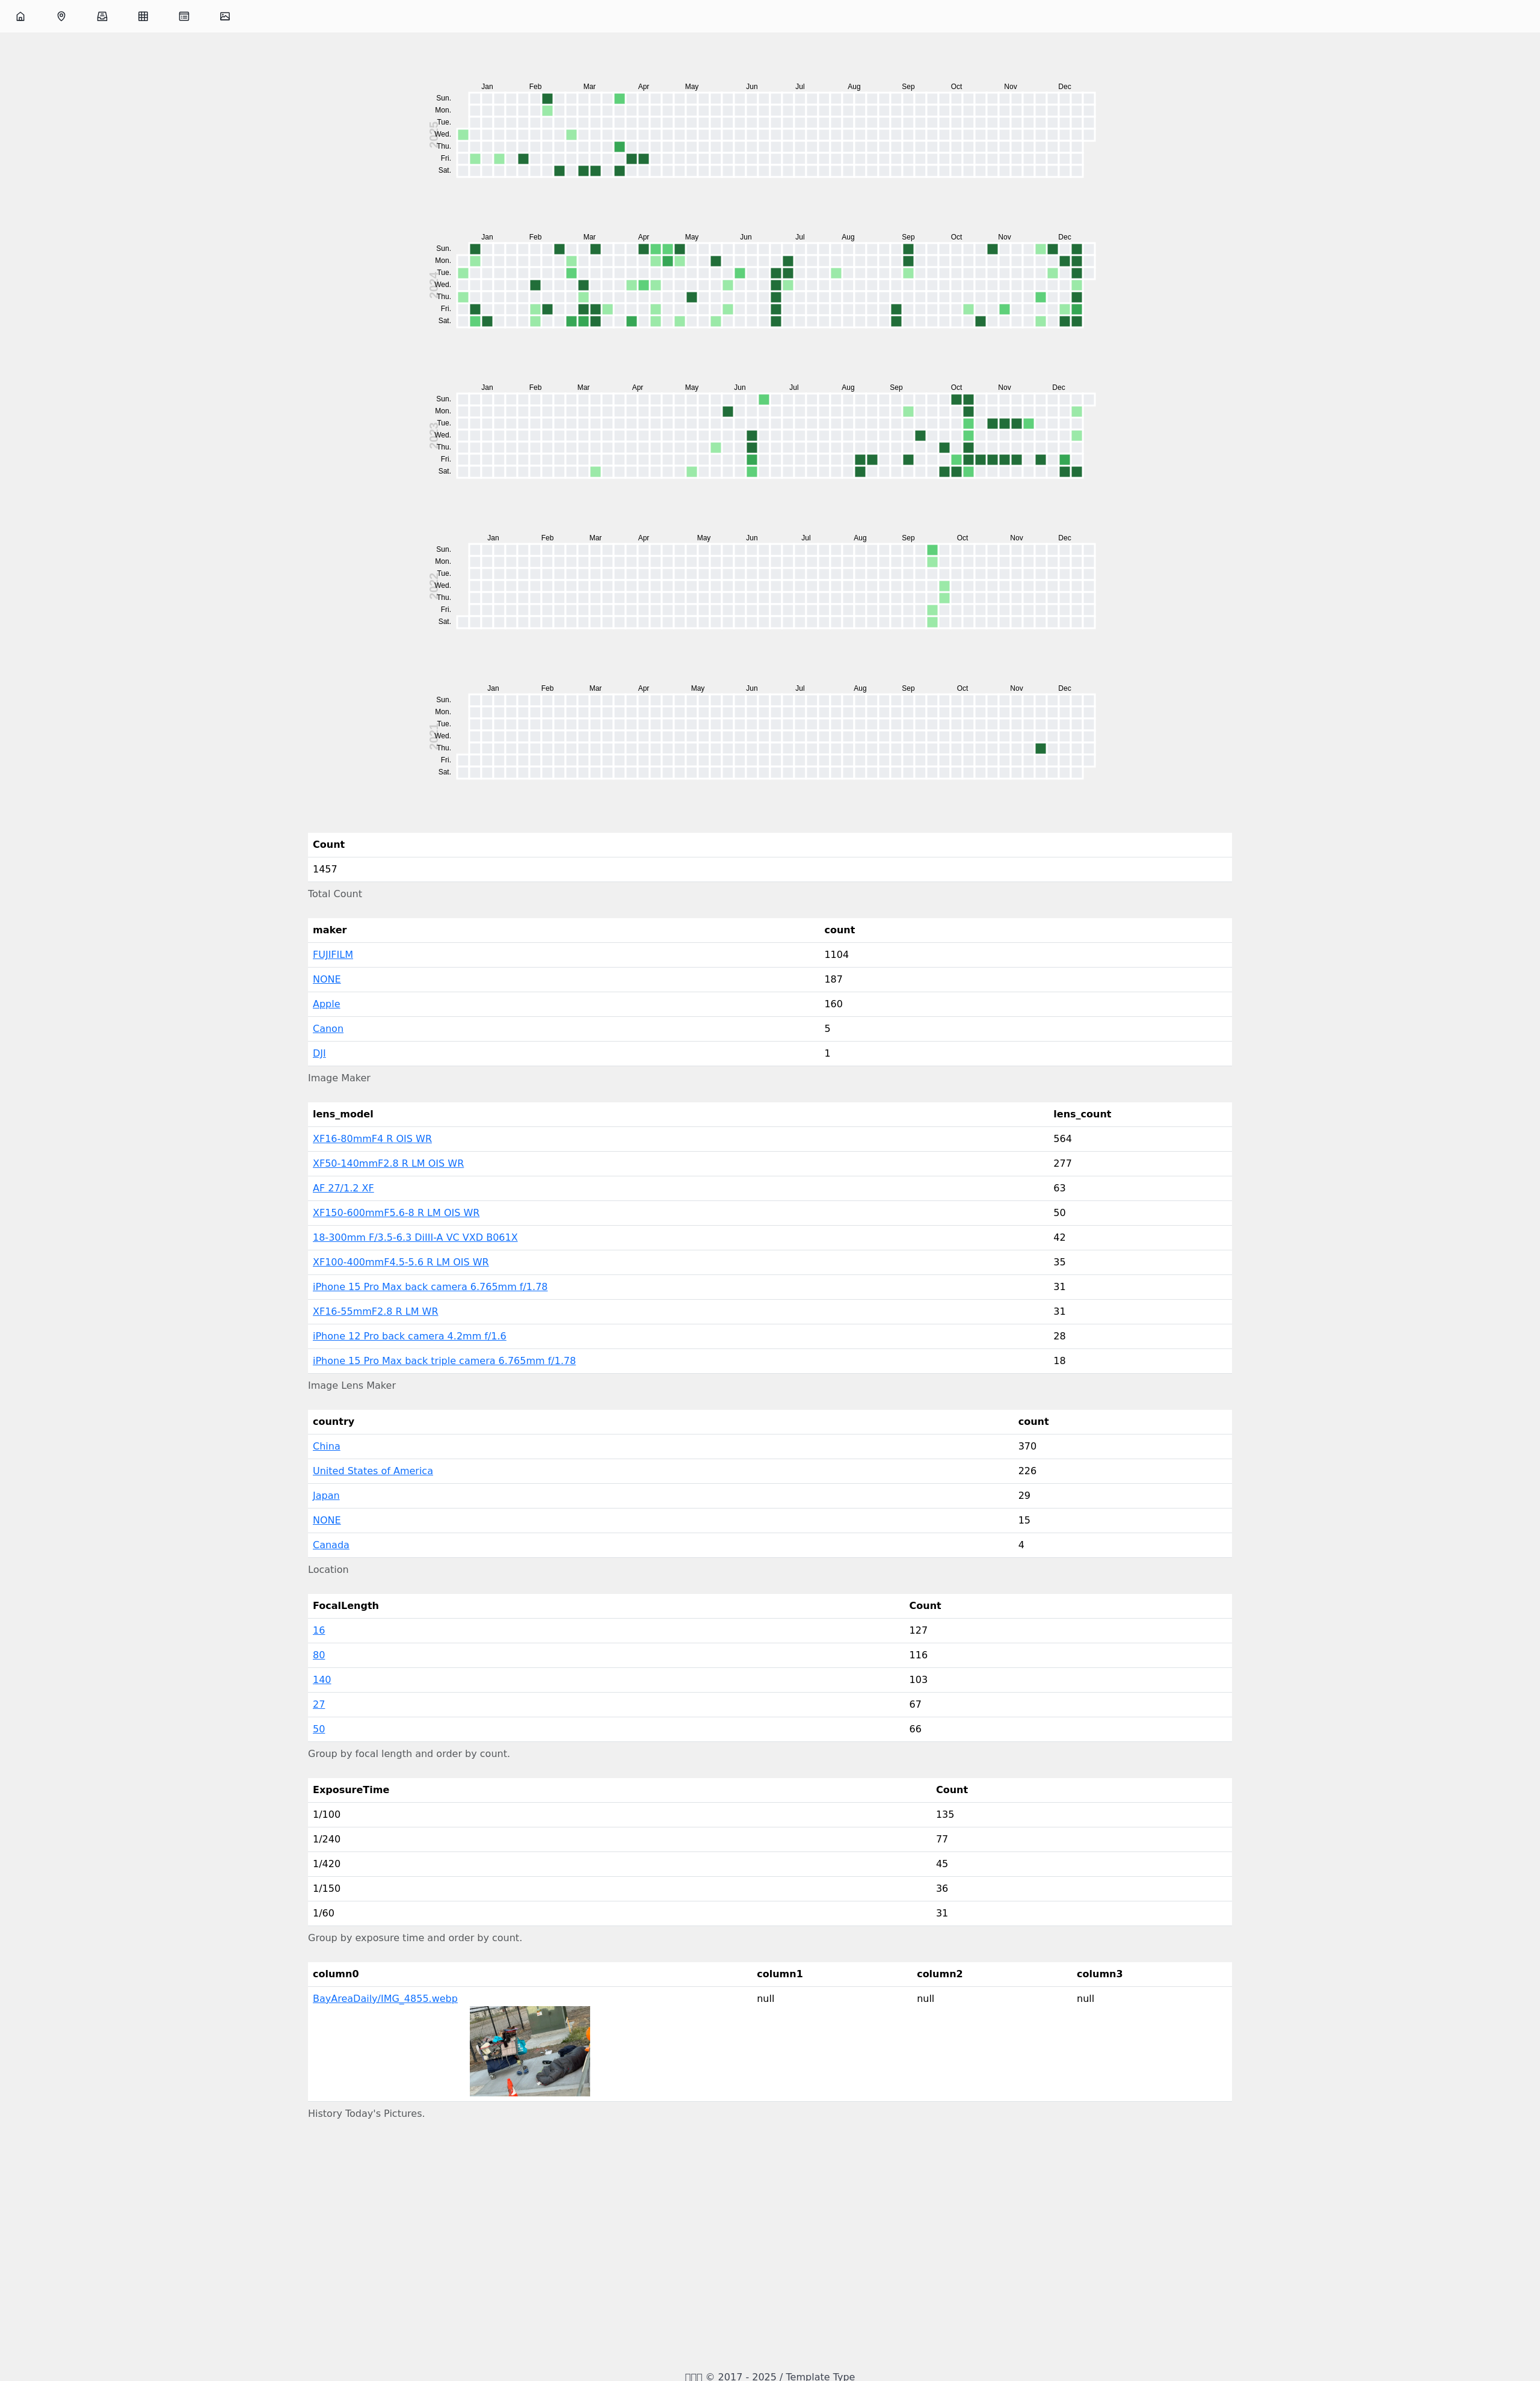 Jan Feb Mar Apr May Jun Jul Aug Sep Oct Nov Dec
2025
Sun.
Mon.
Tue.
Wed.
Thu.
Fri.
Sat.
Jan Feb Mar Apr May Jun Jul Aug Sep Oct Nov Dec
2024
Sun.
Mon.
Tue.
Wed.
Thu.
Fri.
Sat.
Jan Feb Mar Apr May Jun Jul Aug Sep Oct Nov Dec
2023
Sun.
Mon.
Tue.
Wed.
Thu.
Fri.
Sat.
Jan Feb Mar Apr May Jun Jul Aug Sep Oct Nov Dec
2022
Sun.
Mon.
Tue.
Wed.
Thu.
Fri.
Sat.
Jan Feb Mar Apr May Jun Jul Aug Sep Oct Nov Dec
2021
Sun.
Mon.
Tue.
Wed.
Thu.
Fri.
Sat.
Count
1457
Total Count
maker count
FUJIFILM 1104
NONE 187
Apple 160
Canon 5
DJI 1
Image Maker
lens_model lens_count
XF16-80mmF4 R OIS WR 564
XF50-140mmF2.8 R LM OIS WR 277
AF 27/1.2 XF 63
XF150-600mmF5.6-8 R LM OIS WR 50
18-300mm F/3.5-6.3 DiIII-A VC VXD B061X 42
XF100-400mmF4.5-5.6 R LM OIS WR 35
iPhone 15 Pro Max back camera 6.765mm f/1.78 31
XF16-55mmF2.8 R LM WR 31
iPhone 12 Pro back camera 4.2mm f/1.6 28
iPhone 15 Pro Max back triple camera 6.765mm f/1.78 18
Image Lens Maker
country count
China 370
United States of America 226
Japan 29
NONE 15
Canada 4
Location
FocalLength Count
16 127
80 116
140 103
27 67
50 66
Group by focal length and order by count.
ExposureTime Count
1/100 135
1/240 77
1/420 45
1/150 36
1/60 31
Group by exposure time and order by count.
column0 column1 column2 column3
BayAreaDaily/IMG_4855.webp null null null
History Today's Pictures.
© 2017 - 2025 / Template Type